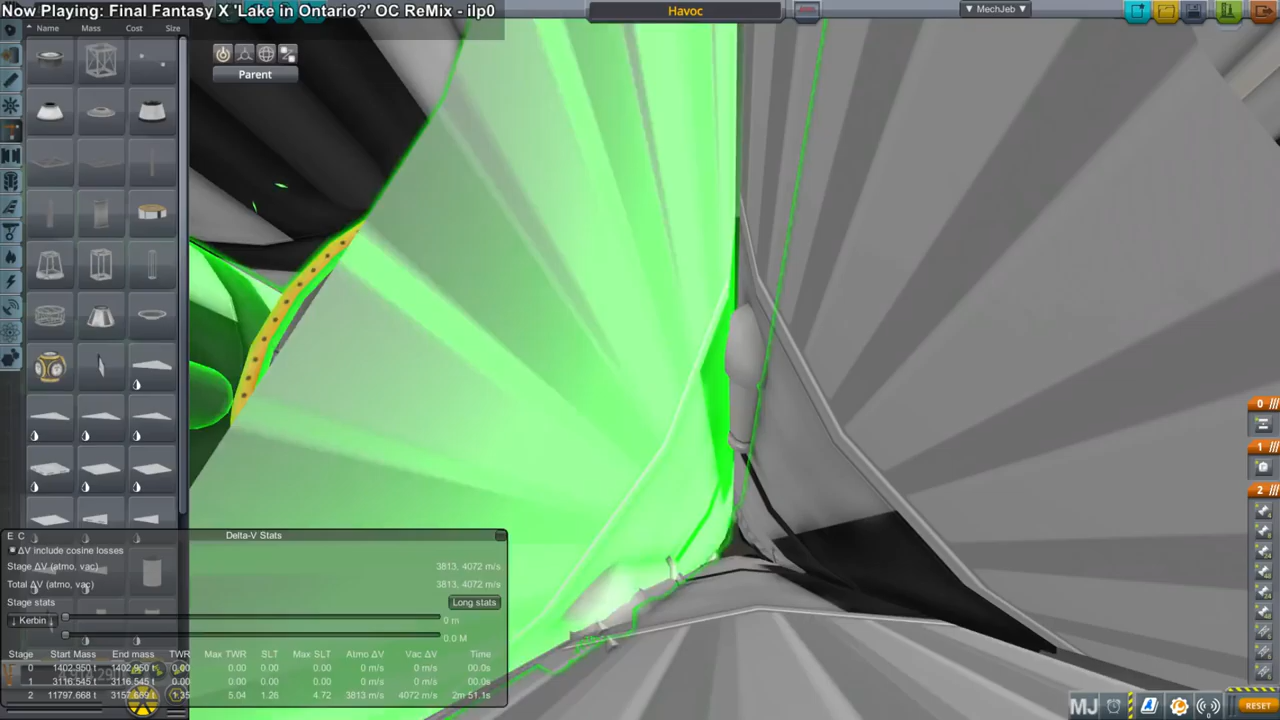 Now Playing: Final Fantasy X 'Lake in Ontario?' OC ReMix - ilp0
Havoc
▼ MechJeb ▼
Name Mass Cost Size
Parent
0
1
2
E C Delta-V Stats
ΔV include cosine losses
Stage ΔV (atmo, vac) 3813, 4072 m/s
Total ΔV (atmo, vac) 3813, 4072 m/s
Stage stats Long stats
↓ Kerbin 0 m
0.0 M
Stage Start Mass End mass TWR Max TWR SLT Max SLT Atmo ΔV Vac ΔV Time
0 1402.950 t 1402.950 t 0.00 0.00 0.00 0.00 0 m/s 0 m/s 00.0s
1 3116.545 t 3116.545 t 0.00 0.00 0.00 0.00 0 m/s 0 m/s 00.0s
2 11797.668 t 1.35 5.04 1.26 4.72 3813 m/s 4072 m/s 2m 51.1s
MJ
RESET